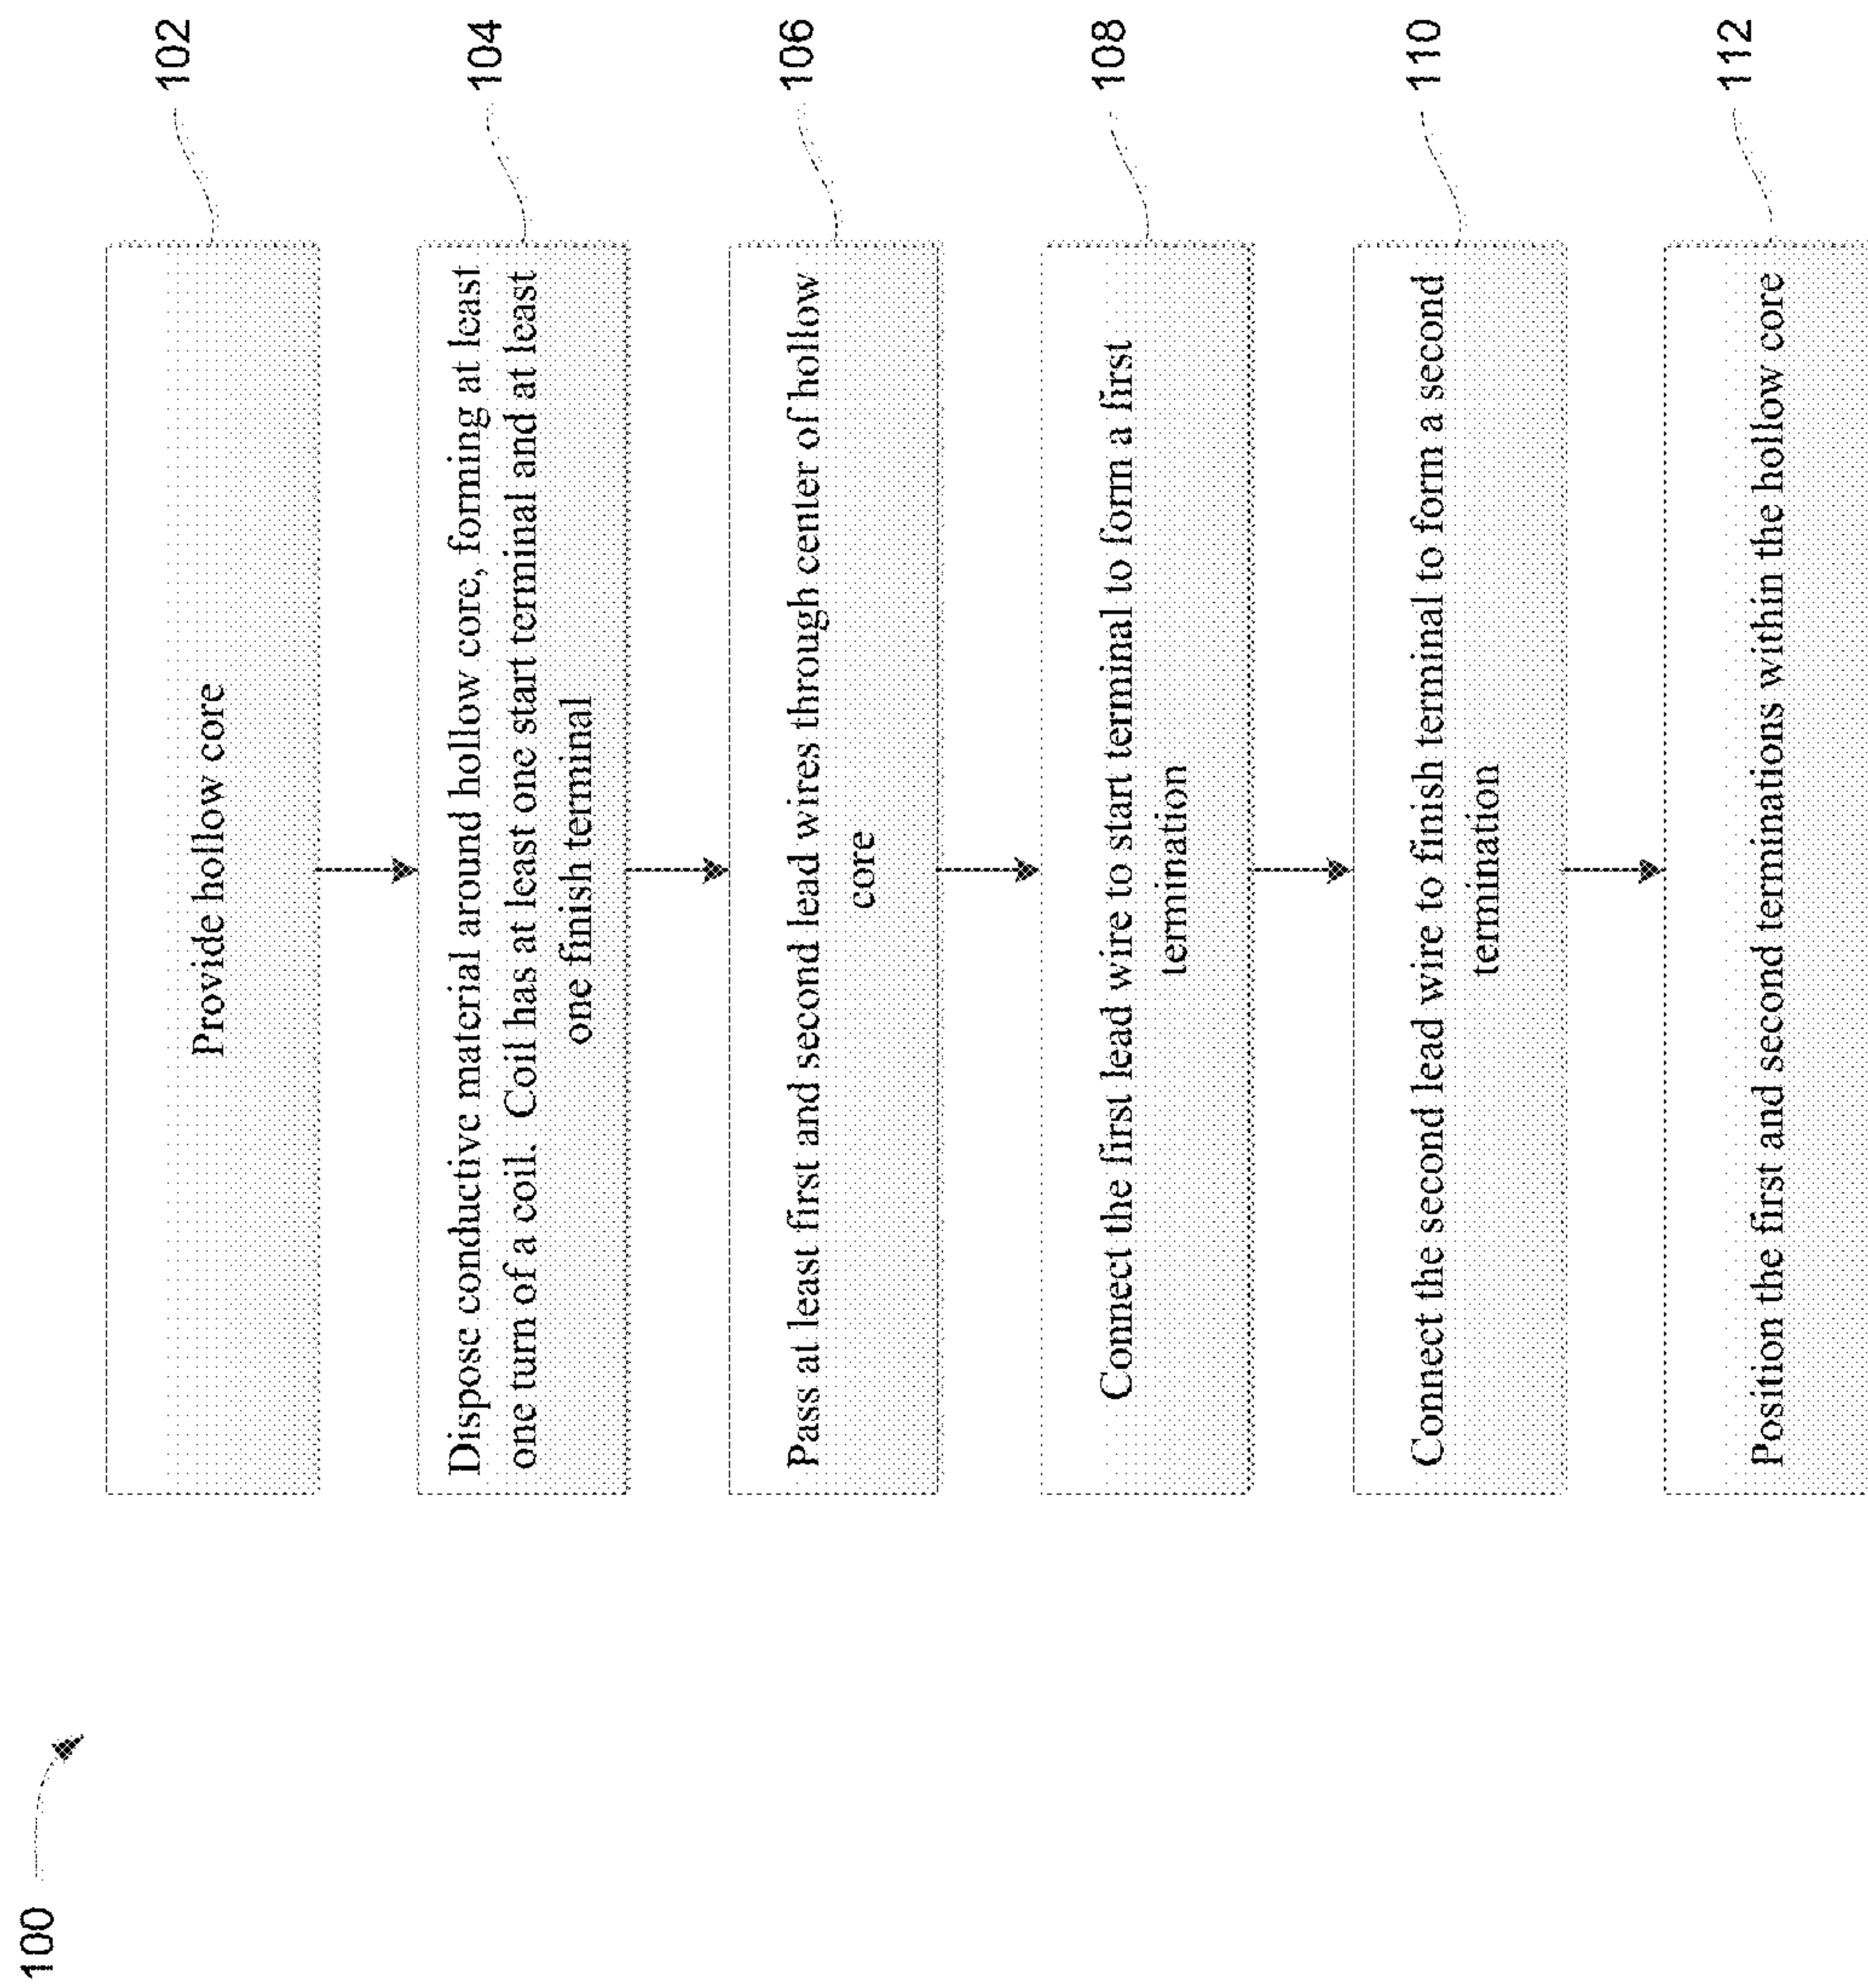 100
Provide hollow core
102
Dispose conductive material around hollow core, forming at least
one turn of a coil. Coil has at least one start terminal and at least
one finish terminal
104
Pass at least first and second lead wires through center of hollow
core
106
Connect the first lead wire to start terminal to form a first
termination
108
Connect the second lead wire to finish terminal to form a second
termination
110
Position the first and second terminations within the hollow core
112